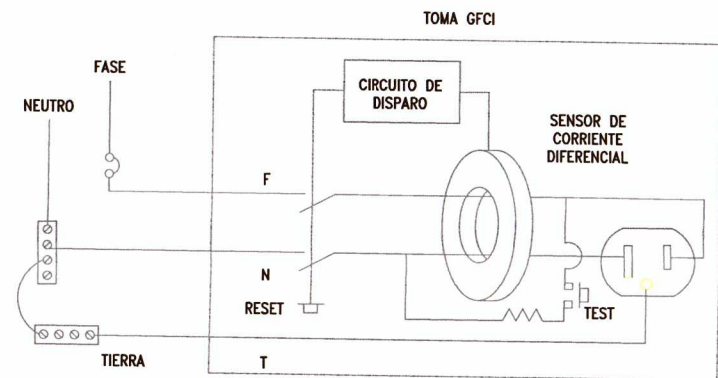 TOMA GFCI
FASE
NEUTRO
CIRCUITO DE
DISPARO
SENSOR DE
CORRIENTE
DIFERENCIAL
F
N
RESET
TEST
TIERRA
T